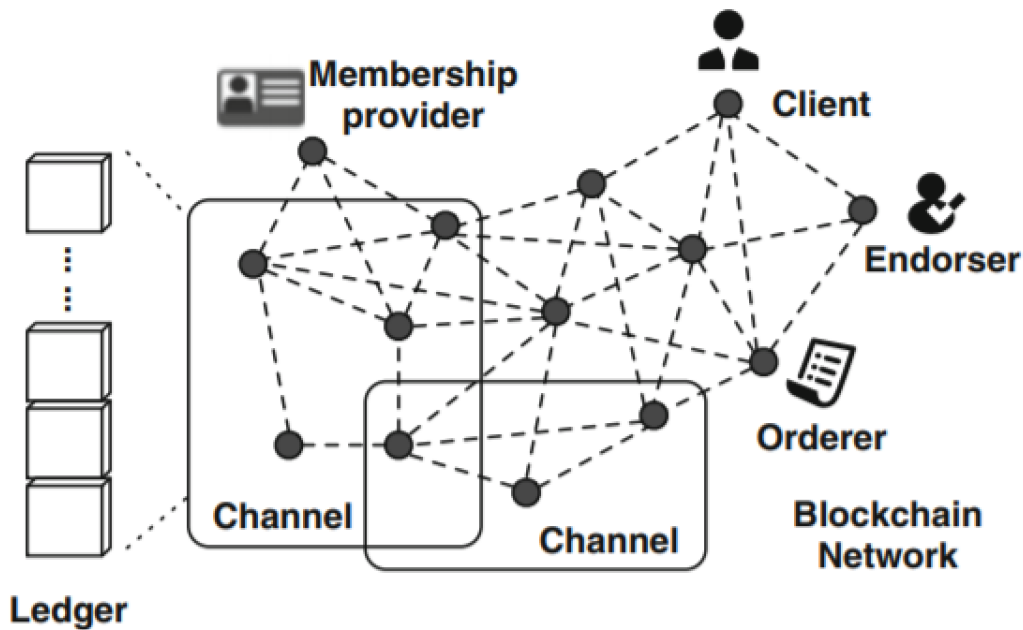 Membership
provider
Client
Endorser
Orderer
Channel
Channel
Blockchain
Network
Ledger